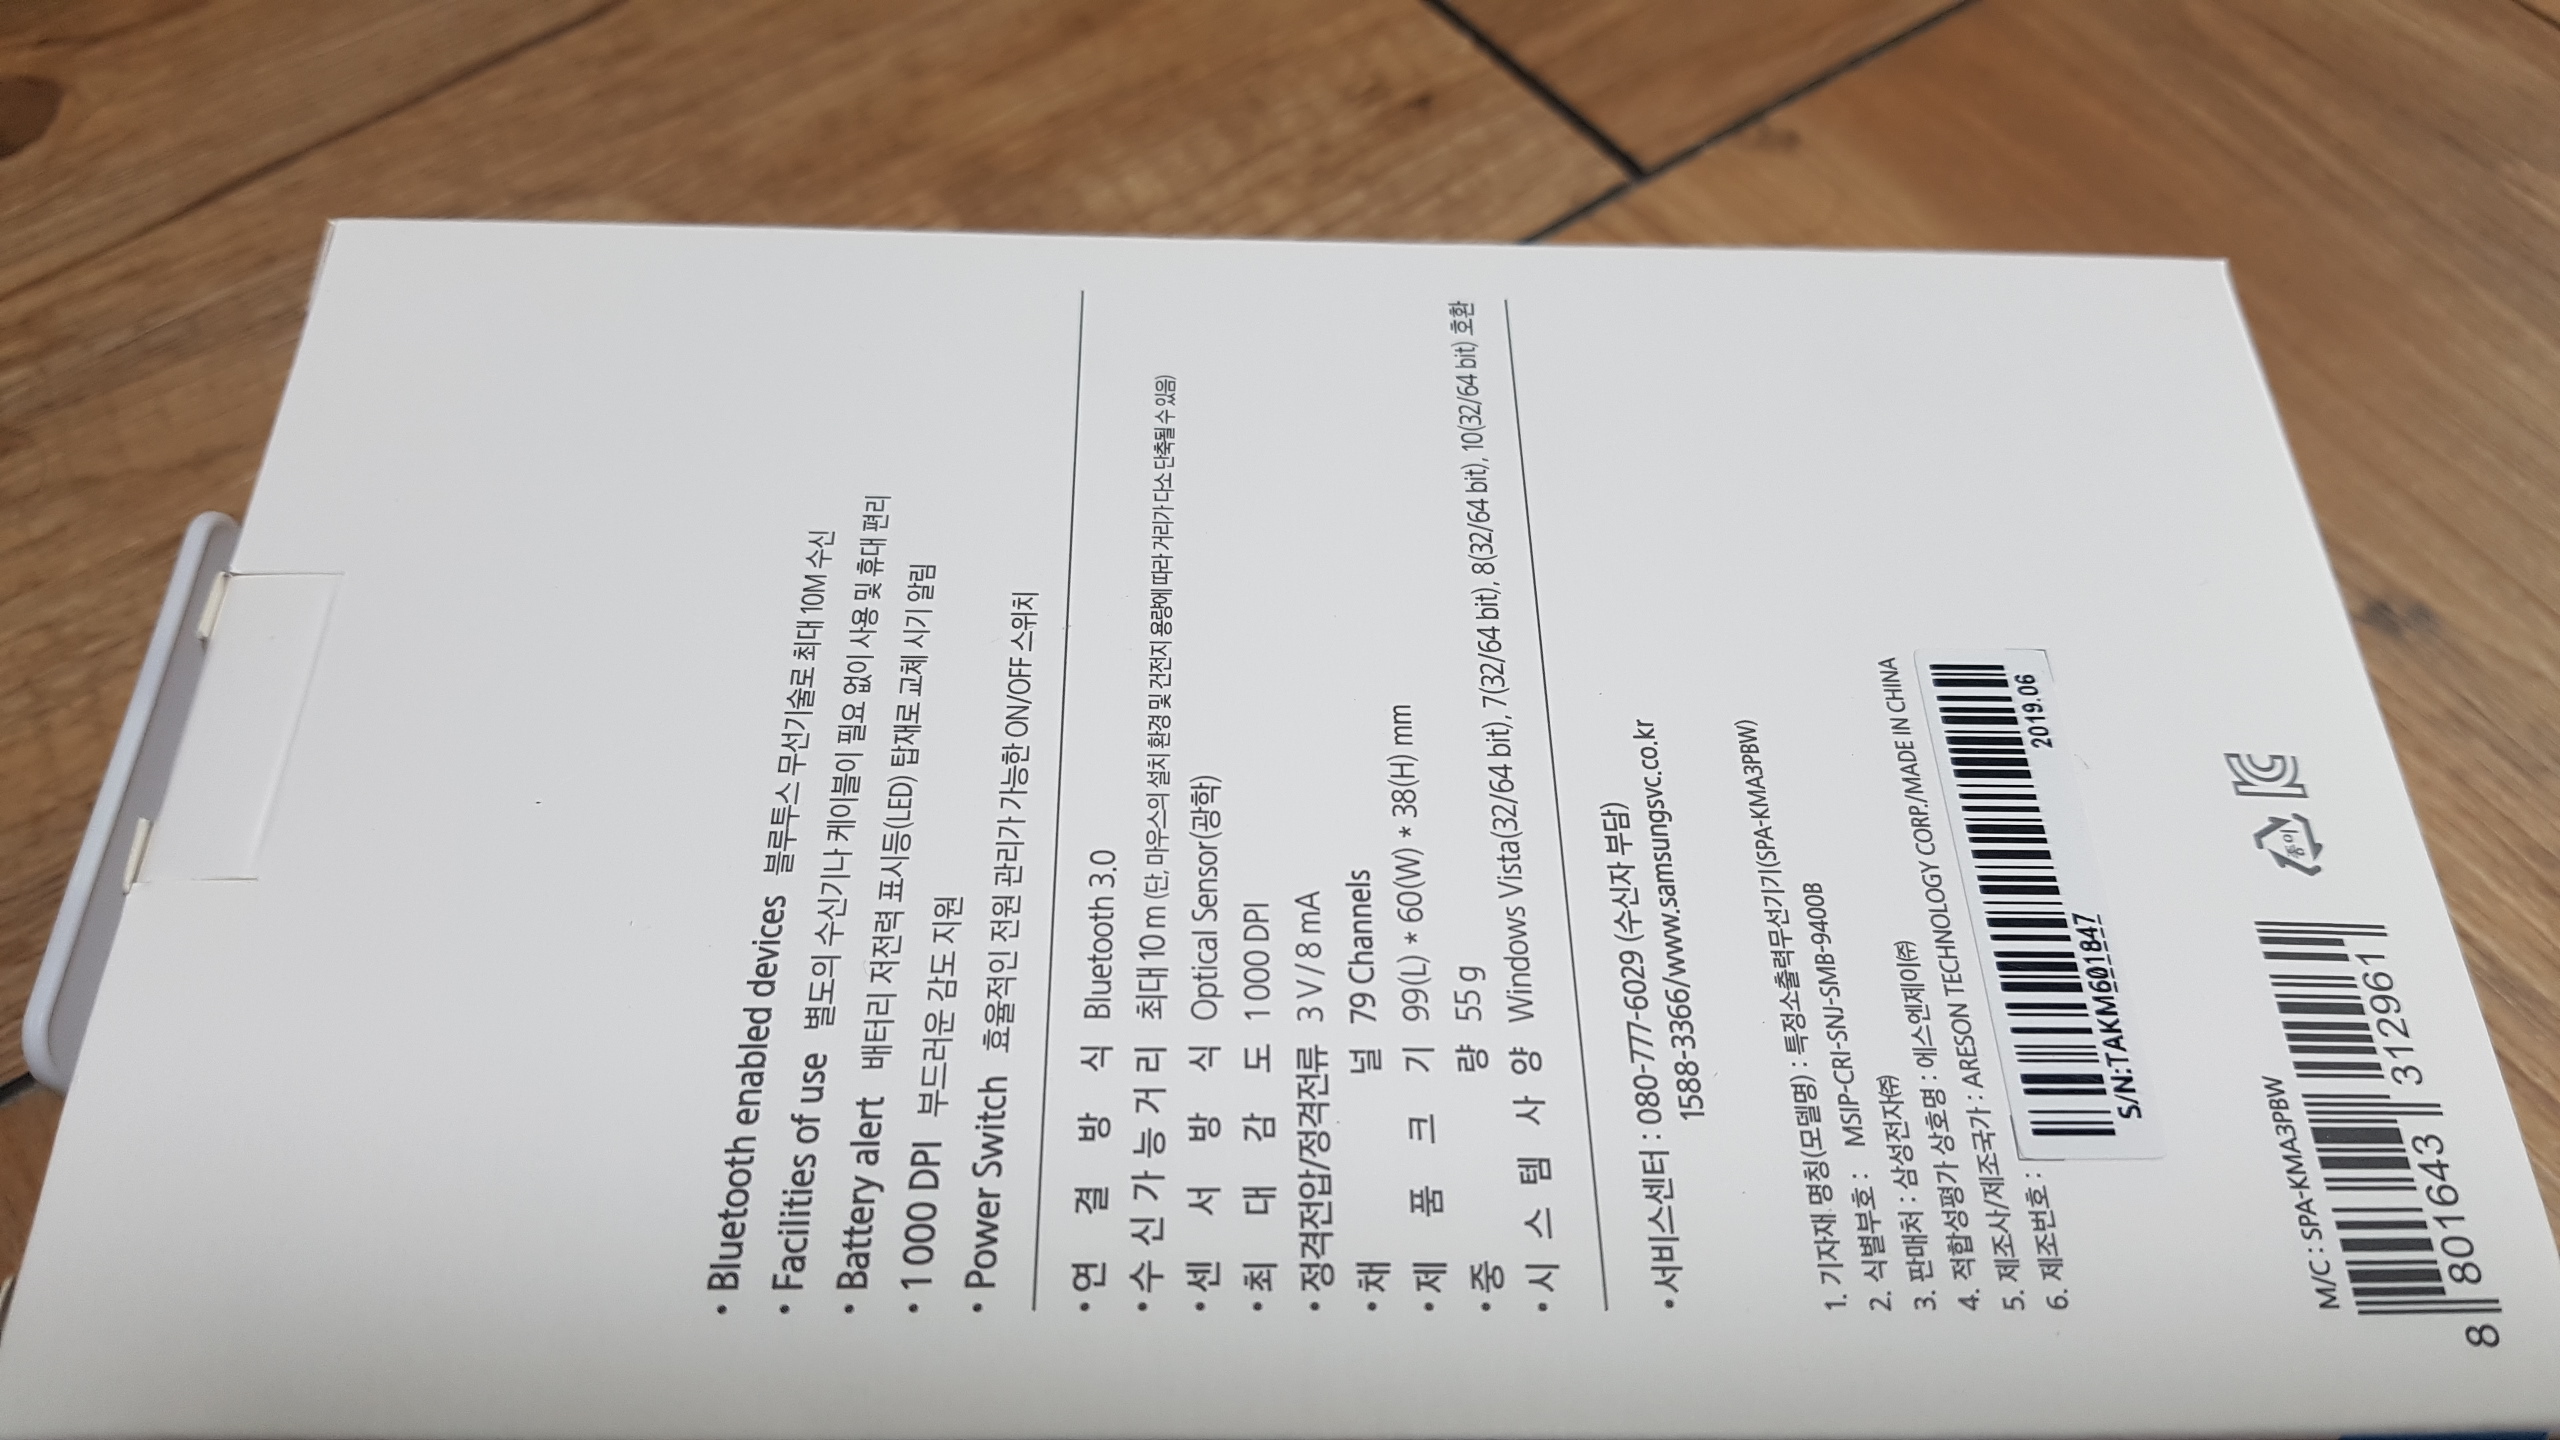 • Bluetooth enabled devices 블루투스 무선기술로 최대 10M 수신
• Facilities of use 별도의 수신기나 케이블이 필요 없이 사용 및 휴대 편리
• Battery alert 배터리 저전력 표시등(LED) 탑재로 교체 시기 알림
• 1000 DPI 부드러운 감도 지원
• Power Switch 효율적인 전원 관리가 가능한 ON/OFF 스위치
• 연 결 방 식 Bluetooth 3.0
• 수 신 가 능 거 리 최대 10 m (단, 마우스의 설치 환경 및 건전지 용량에 따라 거리가 다소 단축될 수 있음)
• 센 서 방 식 Optical Sensor(광학)
• 최 대 감 도 1000 DPI
• 정격전압/정격전류 3 V / 8 mA
• 채 널 79 Channels
• 제 품 크 기 99(L) * 60(W) * 38(H) mm
• 중 량 55 g
• 시 스 템 사 양 Windows Vista(32/64 bit), 7(32/64 bit), 8(32/64 bit), 10(32/64 bit) 호환
• 서비스센터 : 080-777-6029 (수신자 부담)
1588-3366/www.samsungsvc.co.kr
1. 기자재 명칭(모델명) : 특정소출력무선기기(SPA-KMA3PBW)
2. 식별부호 : MSIP-CRI-SNJ-SMB-9400B
3. 판매처 : 삼성전자㈜
4. 적합성평가 상호명 : 에스엔제이㈜
5. 제조사/제조국가 : ARESON TECHNOLOGY CORP./MADE IN CHINA
6. 제조번호 :
S/N:TAKM601847 2019.06
M/C : SPA-KMA3PBW
8 801643 312961
종이